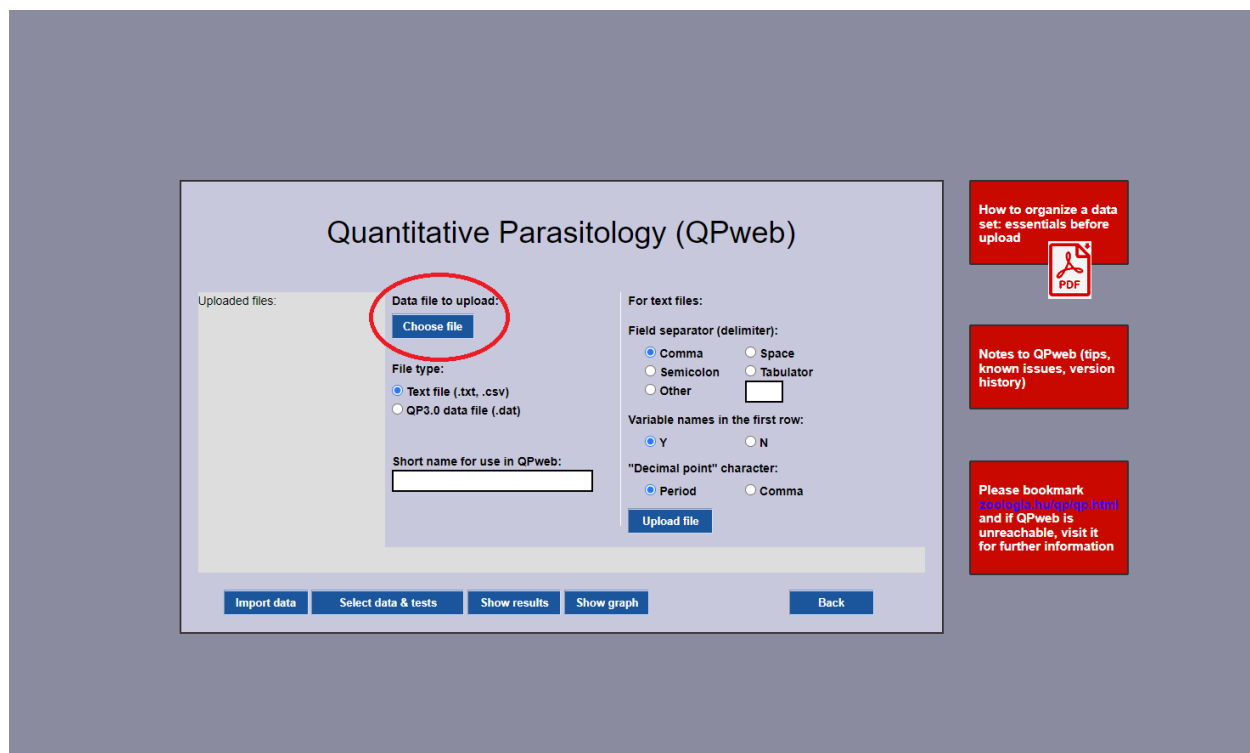 Quantitative Parasitology (QPweb)
Uploaded files:
Data file to upload:
Choose file
File type:
Text file (.txt, .csv)
QP3.0 data file (.dat)
Short name for use in QPweb:
For text files:
Field separator (delimiter):
Comma
Space
Semicolon
Tabulator
Other
Variable names in the first row:
Y
N
"Decimal point" character:
Period
Comma
Upload file
Import data
Select data & tests
Show results
Show graph
Back
How to organize a data
set: essentials before
upload
PDF
Notes to QPweb (tips,
known issues, version
history)
Please bookmark
zoologia.hu/qp/qp.html
and if QPweb is
unreachable, visit it
for further information